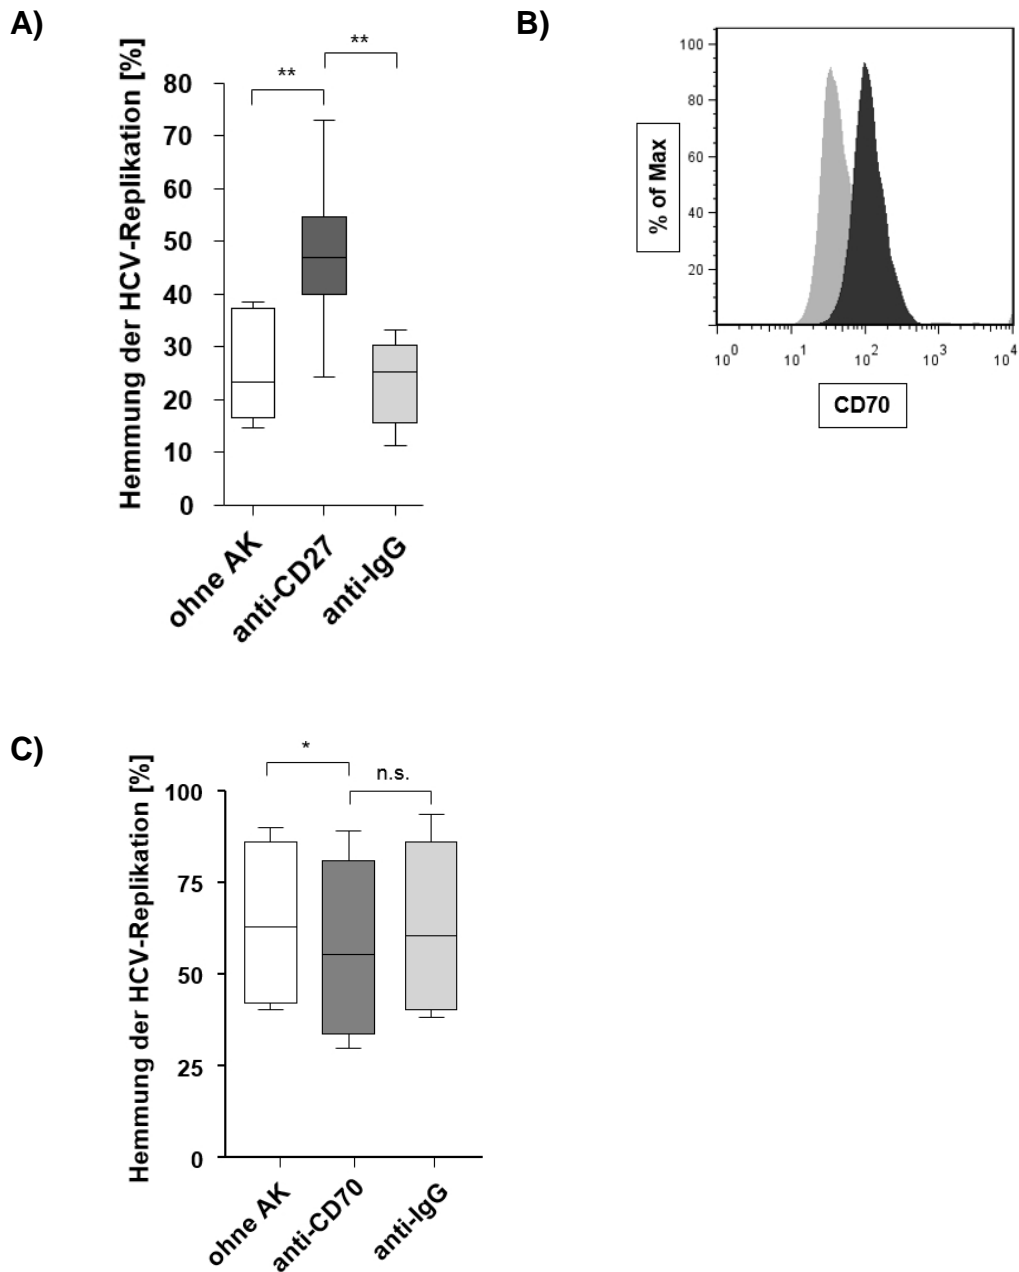 A)
Hemmung der HCV-Replikation [%]
**
**
80
70
60
50
40
30
20
10
0
ohne AK
anti-CD27
anti-IgG
B)
% of Max
100
80
60
40
20
10^0
10^1
10^2
10^3
10^4
CD70
C)
Hemmung der HCV-Replikation [%]
*
n.s.
100
75
50
25
0
ohne AK
anti-CD70
anti-IgG